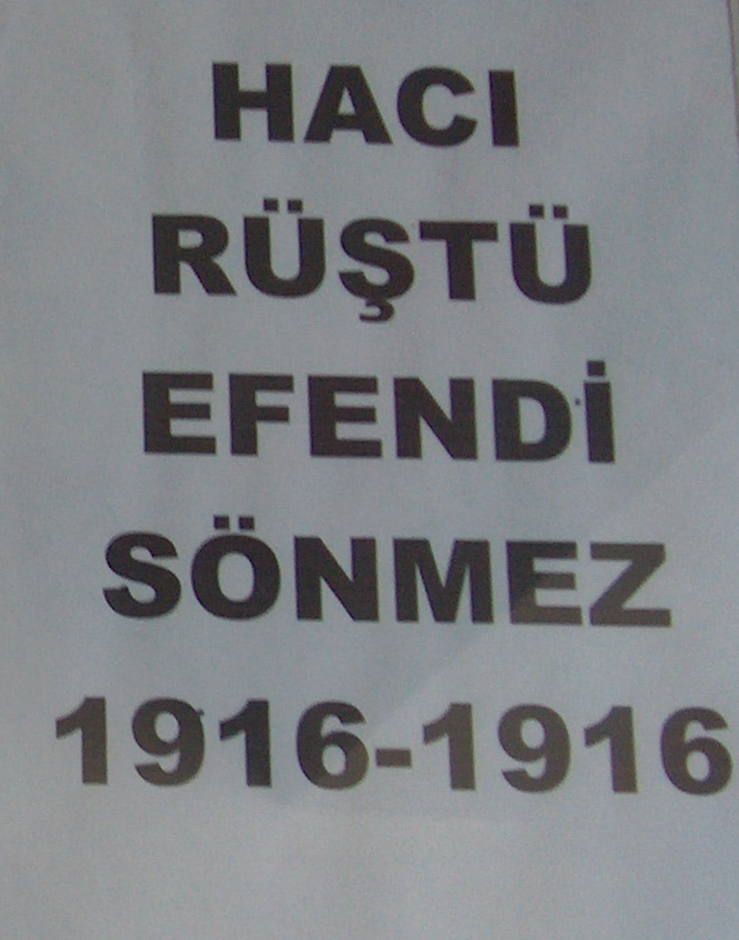 HACI
RÜŞTÜ
EFENDİ
SÖNMEZ
1916-1916